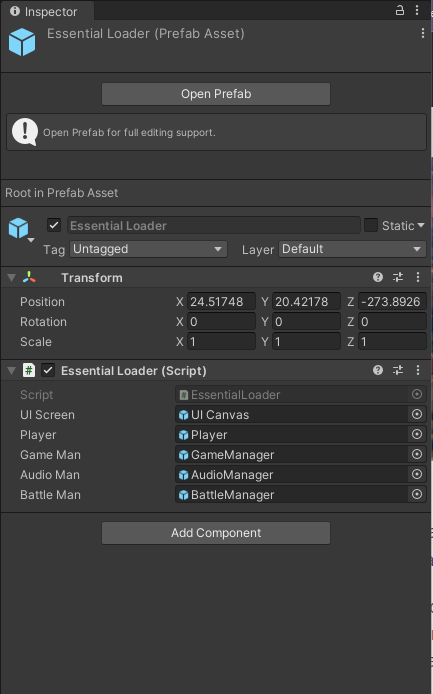 Inspector
Essential Loader (Prefab Asset)
Open Prefab
Open Prefab for full editing support.
Root in Prefab Asset
Essential Loader Static
Tag Untagged Layer Default
Transform
Position X 24.51748 Y 20.42178 Z -273.8926
Rotation X 0 Y 0 Z 0
Scale X 1 Y 1 Z 1
# Essential Loader (Script)
Script # EssentialLoader
UI Screen UI Canvas
Player Player
Game Man GameManager
Audio Man AudioManager
Battle Man BattleManager
Add Component